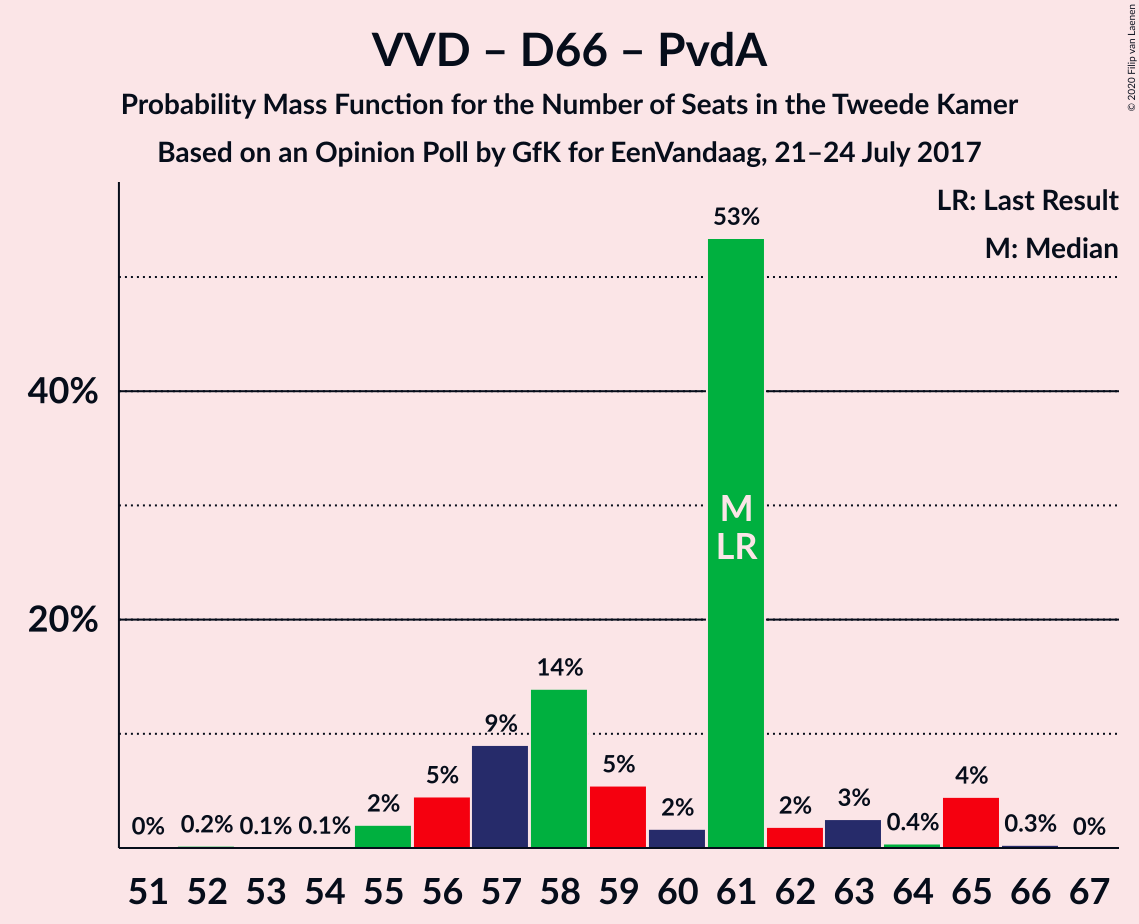 VVD – D66 – PvdA
Probability Mass Function for the Number of Seats in the Tweede Kamer
Based on an Opinion Poll by GfK for EenVandaag, 21–24 July 2017
© 2020 Filip van Laenen
LR: Last Result
M: Median
40%
20%
0% 0.2% 0.1% 0.1% 2% 5% 9% 14% 5% 2% 53% 2% 3% 0.4% 4% 0.3% 0%
M
LR
51 52 53 54 55 56 57 58 59 60 61 62 63 64 65 66 67